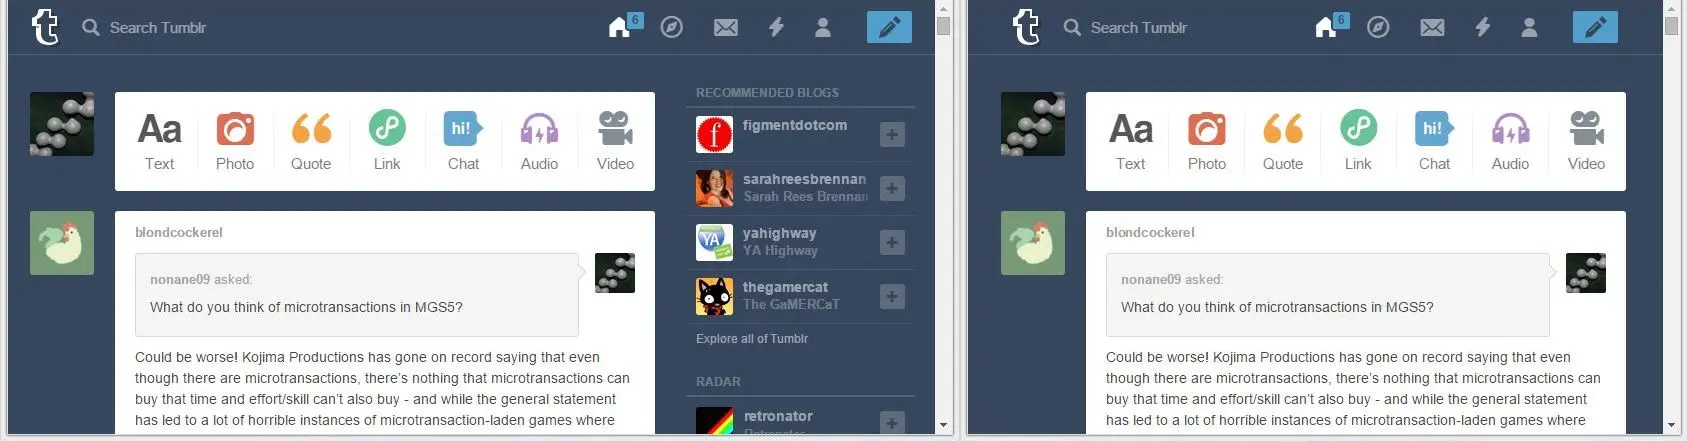 t Search Tumblr 6
Aa hi!
Text Photo Quote Link Chat Audio Video
blondcockerel
nonane09 asked:
What do you think of microtransactions in MGS5?
Could be worse! Kojima Productions has gone on record saying that even
though there are microtransactions, there's nothing that microtransactions can
buy that time and effort/skill can't also buy - and while the general statement
has led to a lot of horrible instances of microtransaction-laden games where
RECOMMENDED BLOGS
f figmentdotcom
sarahreesbrennan
Sarah Rees Brennan
YA yahighway
YA Highway
thegamercat
The GaMERCaT
Explore all of Tumblr
RADAR
retronator
Retronator
t Search Tumblr 6
Aa hi!
Text Photo Quote Link Chat Audio Video
blondcockerel
nonane09 asked:
What do you think of microtransactions in MGS5?
Could be worse! Kojima Productions has gone on record saying that even
though there are microtransactions, there's nothing that microtransactions can
buy that time and effort/skill can't also buy - and while the general statement
has led to a lot of horrible instances of microtransaction-laden games where